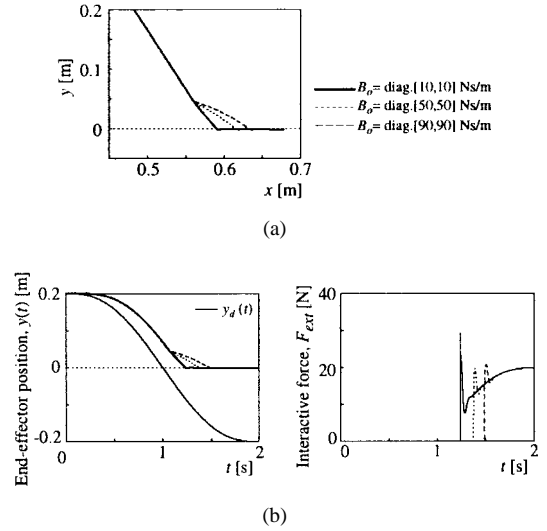 0.2
0.1
0
y [m]
0.5
0.6
0.7
x [m]
B_o= diag.[10,10] Ns/m
B_o= diag.[50,50] Ns/m
B_o= diag.[90,90] Ns/m
(a)
End-effector position, y(t) [m]
0.2
0
-0.2
0
1
2
t [s]
y_d (t)
Interactive force, F_ext [N]
40
20
0
0
1
2
t [s]
(b)